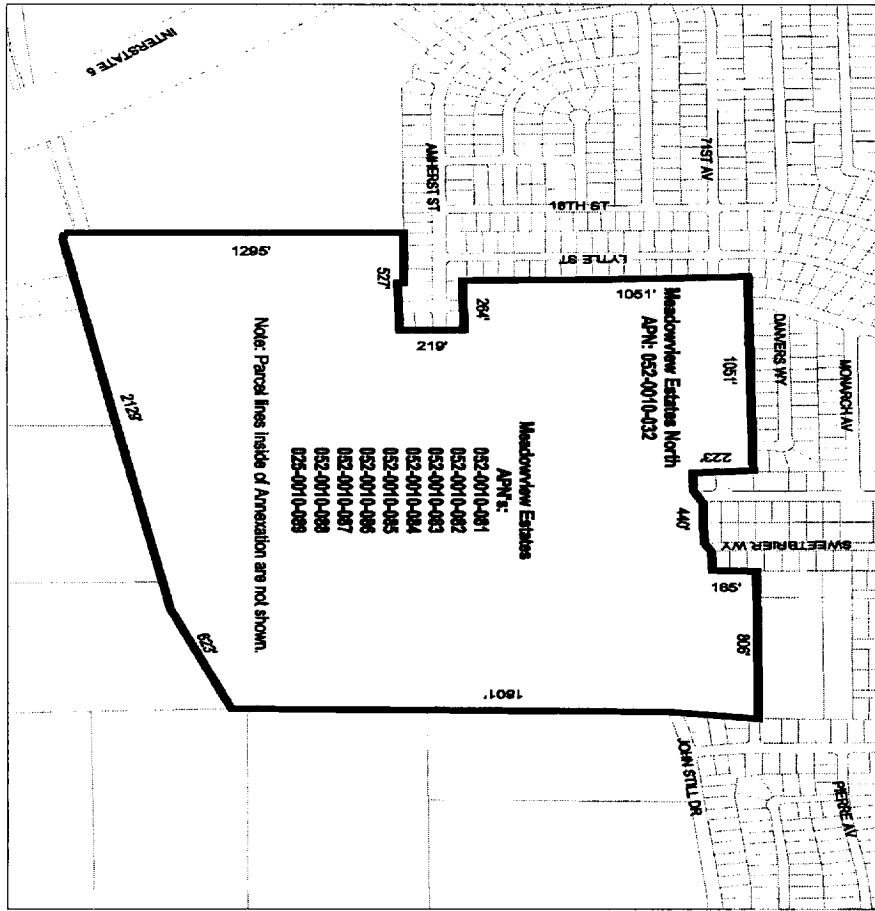 INTERSTATE 5
AMHERST ST
71ST AV
18TH ST
LYTLE ST
DANVERS WY
MONARCH AV
SWEETBRIER WY
JOHN STILL DR
PIERRE AV
1295'
527'
219'
264'
1051'
1051'
223'
440'
165'
806'
1801'
623'
2129'
Meadowview Estates North
APN: 052-0010-032
Meadowview Estates
APN's:
052-0010-081
052-0010-082
052-0010-083
052-0010-084
052-0010-085
052-0010-086
052-0010-087
052-0010-088
025-0010-089
Note: Parcel lines inside of Annexation are not shown.